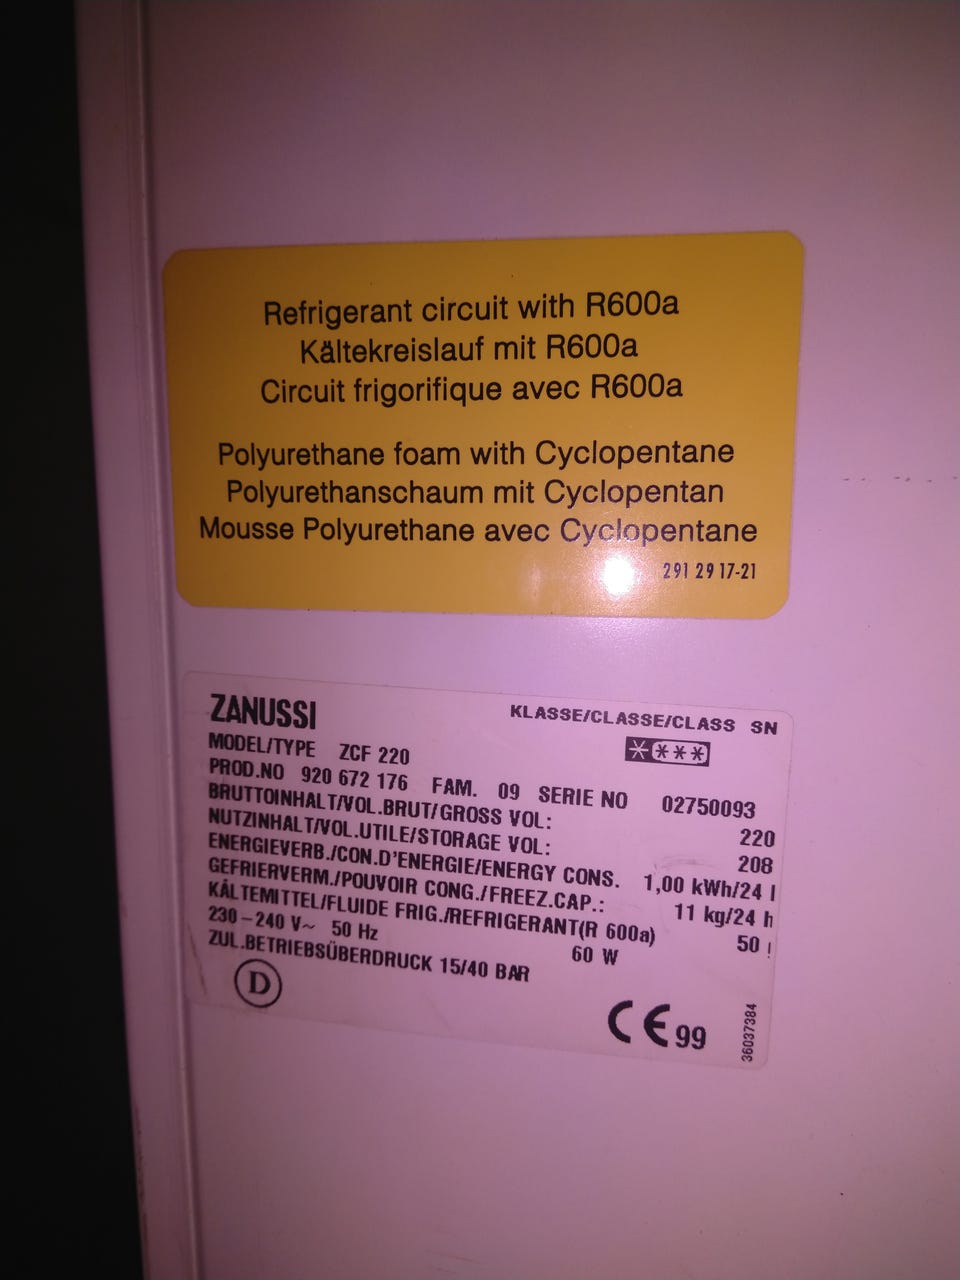 Refrigerant circuit with R600a
Kältekreislauf mit R600a
Circuit frigorifique avec R600a
Polyurethane foam with Cyclopentane
Polyurethanschaum mit Cyclopentan
Mousse Polyurethane avec Cyclopentane
291 29 17-21
ZANUSSI KLASSE/CLASSE/CLASS SN
MODEL/TYPE ZCF 220
PROD.NO 920 672 176 FAM. 09 SERIE NO 02750093
BRUTTOINHALT/VOL.BRUT/GROSS VOL: 220
NUTZINHALT/VOL.UTILE/STORAGE VOL: 208
ENERGIEVERB./CON.D'ENERGIE/ENERGY CONS. 1,00 kWh/24
GEFRIERVERM./POUVOIR CONG./FREEZ.CAP.: 11 kg/24 h
KÄLTEMITTEL/FLUIDE FRIG./REFRIGERANT(R 600a) 50
230-240 V~ 50 Hz 60 W
ZUL.BETRIEBSÜBERDRUCK 15/40 BAR
D
CE 99
36037384